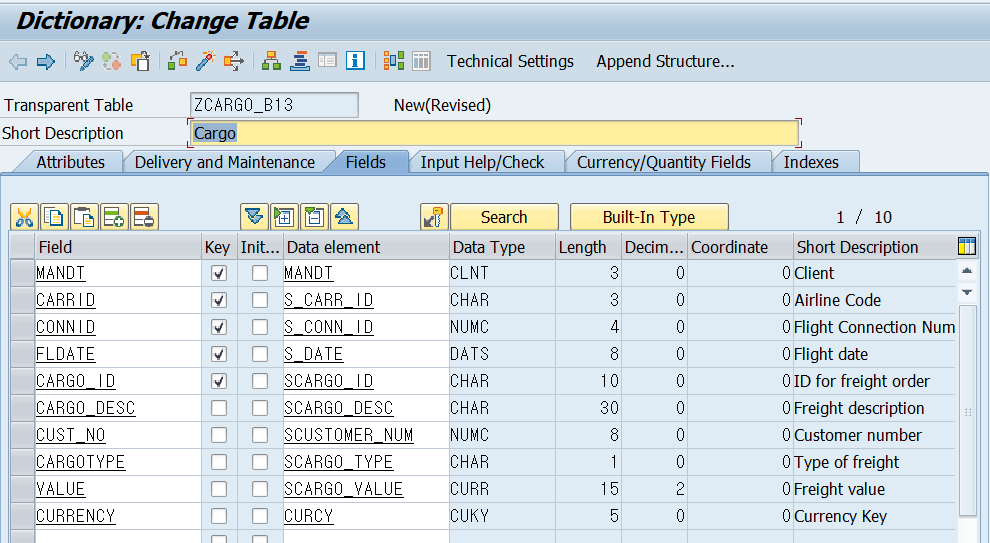 Dictionary: Change Table
Technical Settings Append Structure...
Transparent Table ZCARGO_B13 New(Revised)
Short Description Cargo
Attributes Delivery and Maintenance Fields Input Help/Check Currency/Quantity Fields Indexes
Search Built-In Type 1 / 10
Field Key Init... Data element Data Type Length Decim... Coordinate Short Description
MANDT MANDT CLNT 3 0 0 Client
CARRID S_CARR_ID CHAR 3 0 0 Airline Code
CONNID S_CONN_ID NUMC 4 0 0 Flight Connection Num
FLDATE S_DATE DATS 8 0 0 Flight date
CARGO_ID SCARGO_ID CHAR 10 0 0 ID for freight order
CARGO_DESC SCARGO_DESC CHAR 30 0 0 Freight description
CUST_NO SCUSTOMER_NUM NUMC 8 0 0 Customer number
CARGOTYPE SCARGO_TYPE CHAR 1 0 0 Type of freight
VALUE SCARGO_VALUE CURR 15 2 0 Freight value
CURRENCY CURCY CUKY 5 0 0 Currency Key